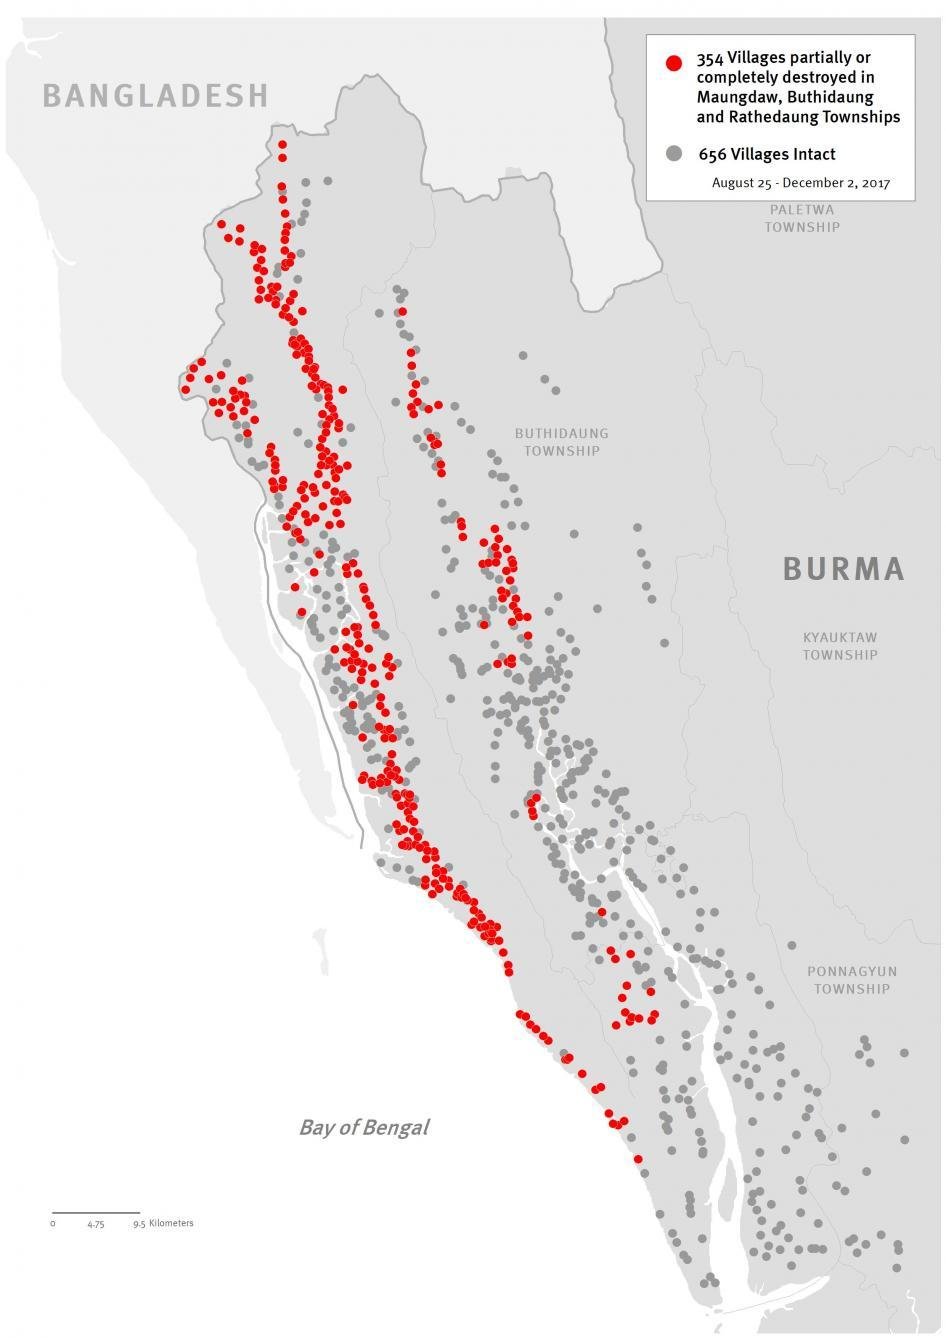 BANGLADESH
354 Villages partially or
completely destroyed in
Maungdaw, Buthidaung
and Rathedaung Townships
656 Villages Intact
August 25 - December 2, 2017
PALETWA
TOWNSHIP
BUTHIDAUNG
TOWNSHIP
BURMA
KYAUKTAW
TOWNSHIP
PONNAGYUN
TOWNSHIP
Bay of Bengal
0 4.75 9.5 Kilometers